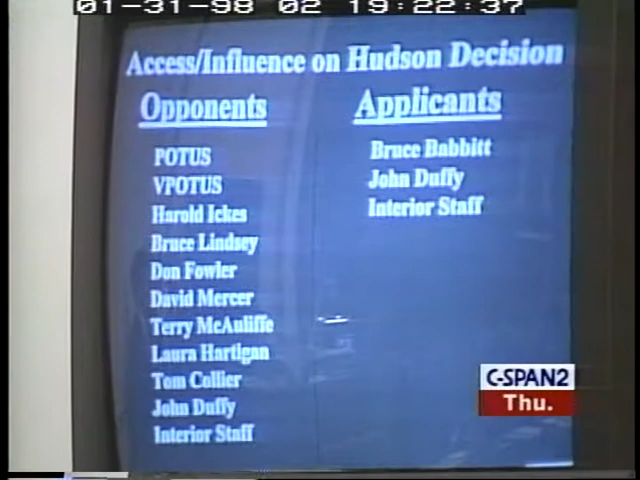 01-31-98 02 19:22:37
Access/Influence on Hudson Decision
Opponents
POTUS
VPOTUS
Harold Ickes
Bruce Lindsey
Don Fowler
David Mercer
Terry McAuliffe
Laura Hartigan
Tom Collier
John Duffy
Interior Staff
Applicants
Bruce Babbitt
John Duffy
Interior Staff
C-SPAN2
Thu.